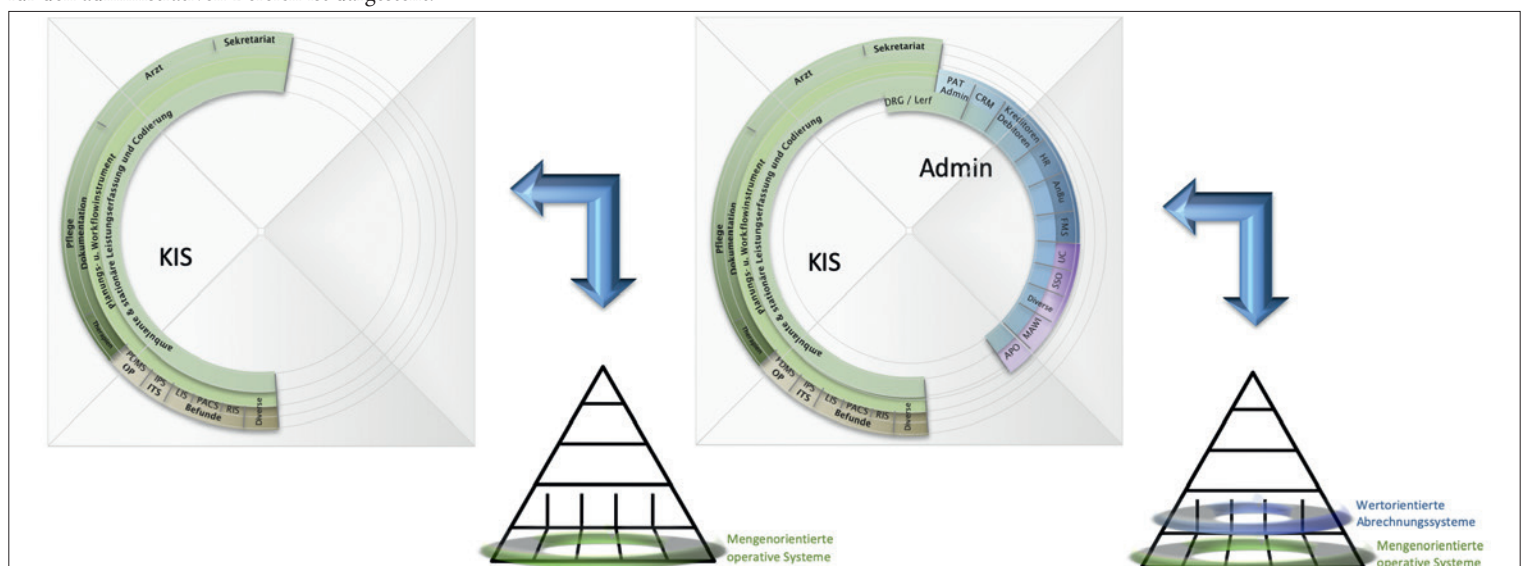 Sekretariat
Arzt
Pflege
Dokumentation
Planungs- u. Workflowinstrument
ambulante & stationäre Leistungserfassung und Codierung
Therapien
KIS
PDMS
IPS
LIS
PACS
RIS
Diverse
OP
ITS
Befunde
Mengenorientierte
operative Systeme
Sekretariat
Arzt
Pflege
Dokumentation
Planungs- u. Workflowinstrument
ambulante & stationäre Leistungserfassung und Codierung
Therapien
KIS
DRG / Lerf
PAT
Admin
CRM
Kreditoren
Debitoren
HR
AnBu
FMS
UC
SSO
Diverse
MAWI
APO
Admin
PDMS
IPS
LIS
PACS
RIS
Diverse
OP
ITS
Befunde
Wertorientierte
Abrechnungssysteme
Mengenorientierte
operative Systeme